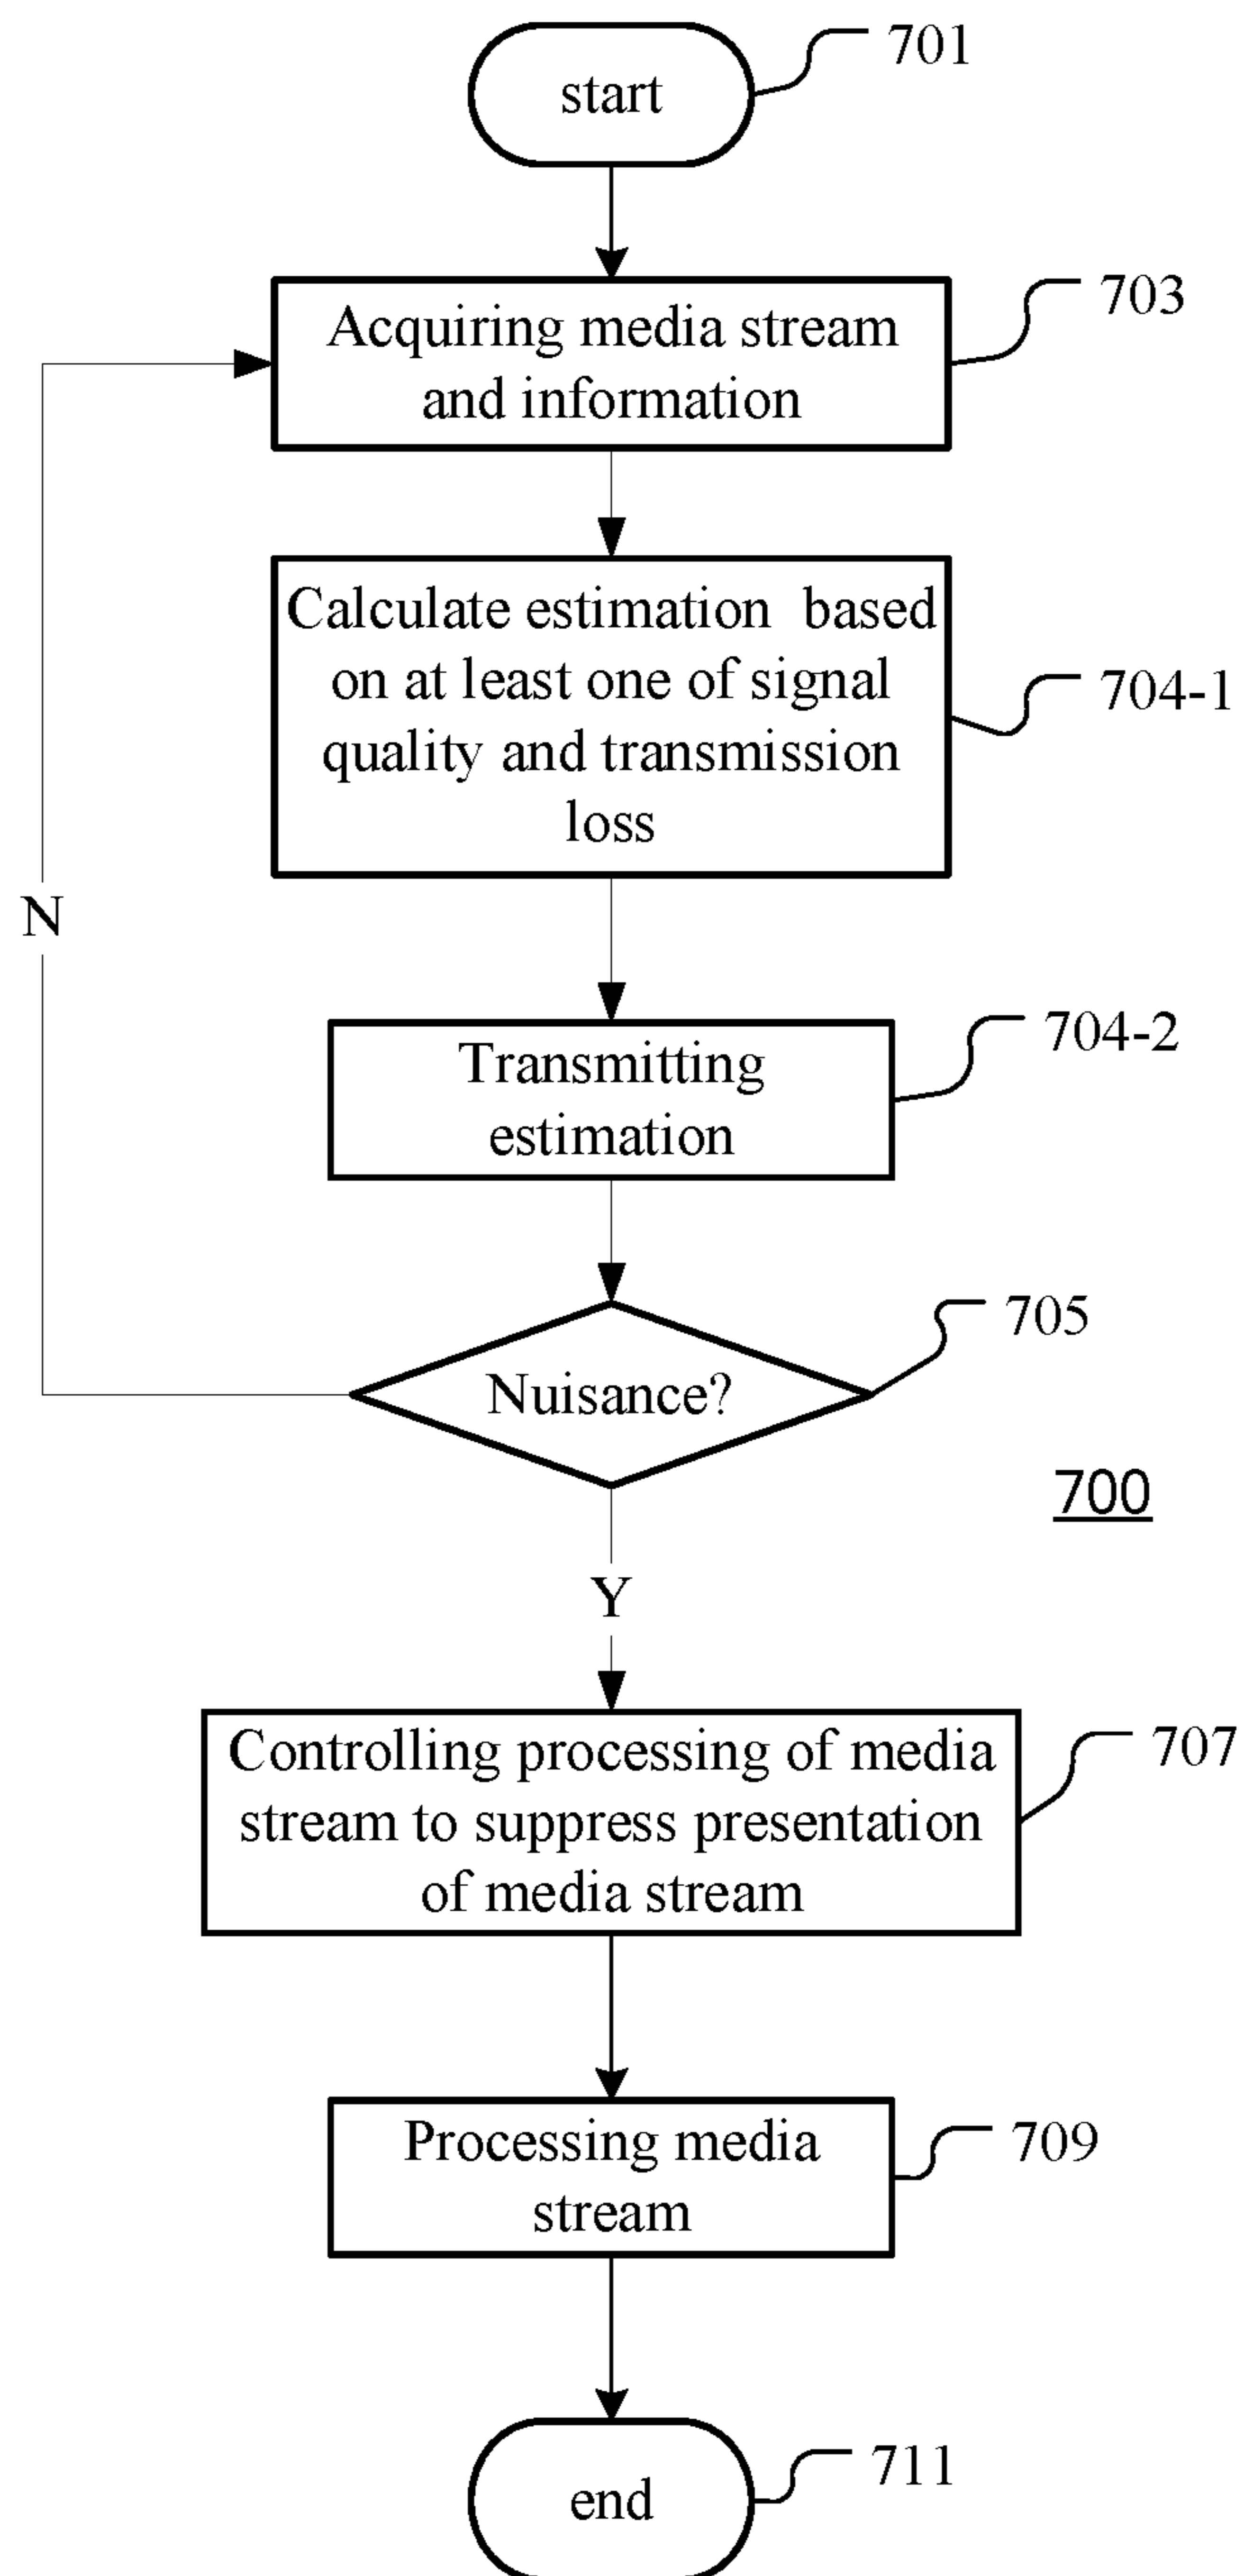 start
701
Acquiring media stream
and information
703
Calculate estimation based
on at least one of signal
quality and transmission
loss
704-1
N
Transmitting
estimation
704-2
Nuisance?
705
700
Y
Controlling processing of media
stream to suppress presentation
of media stream
707
Processing media
stream
709
end
711